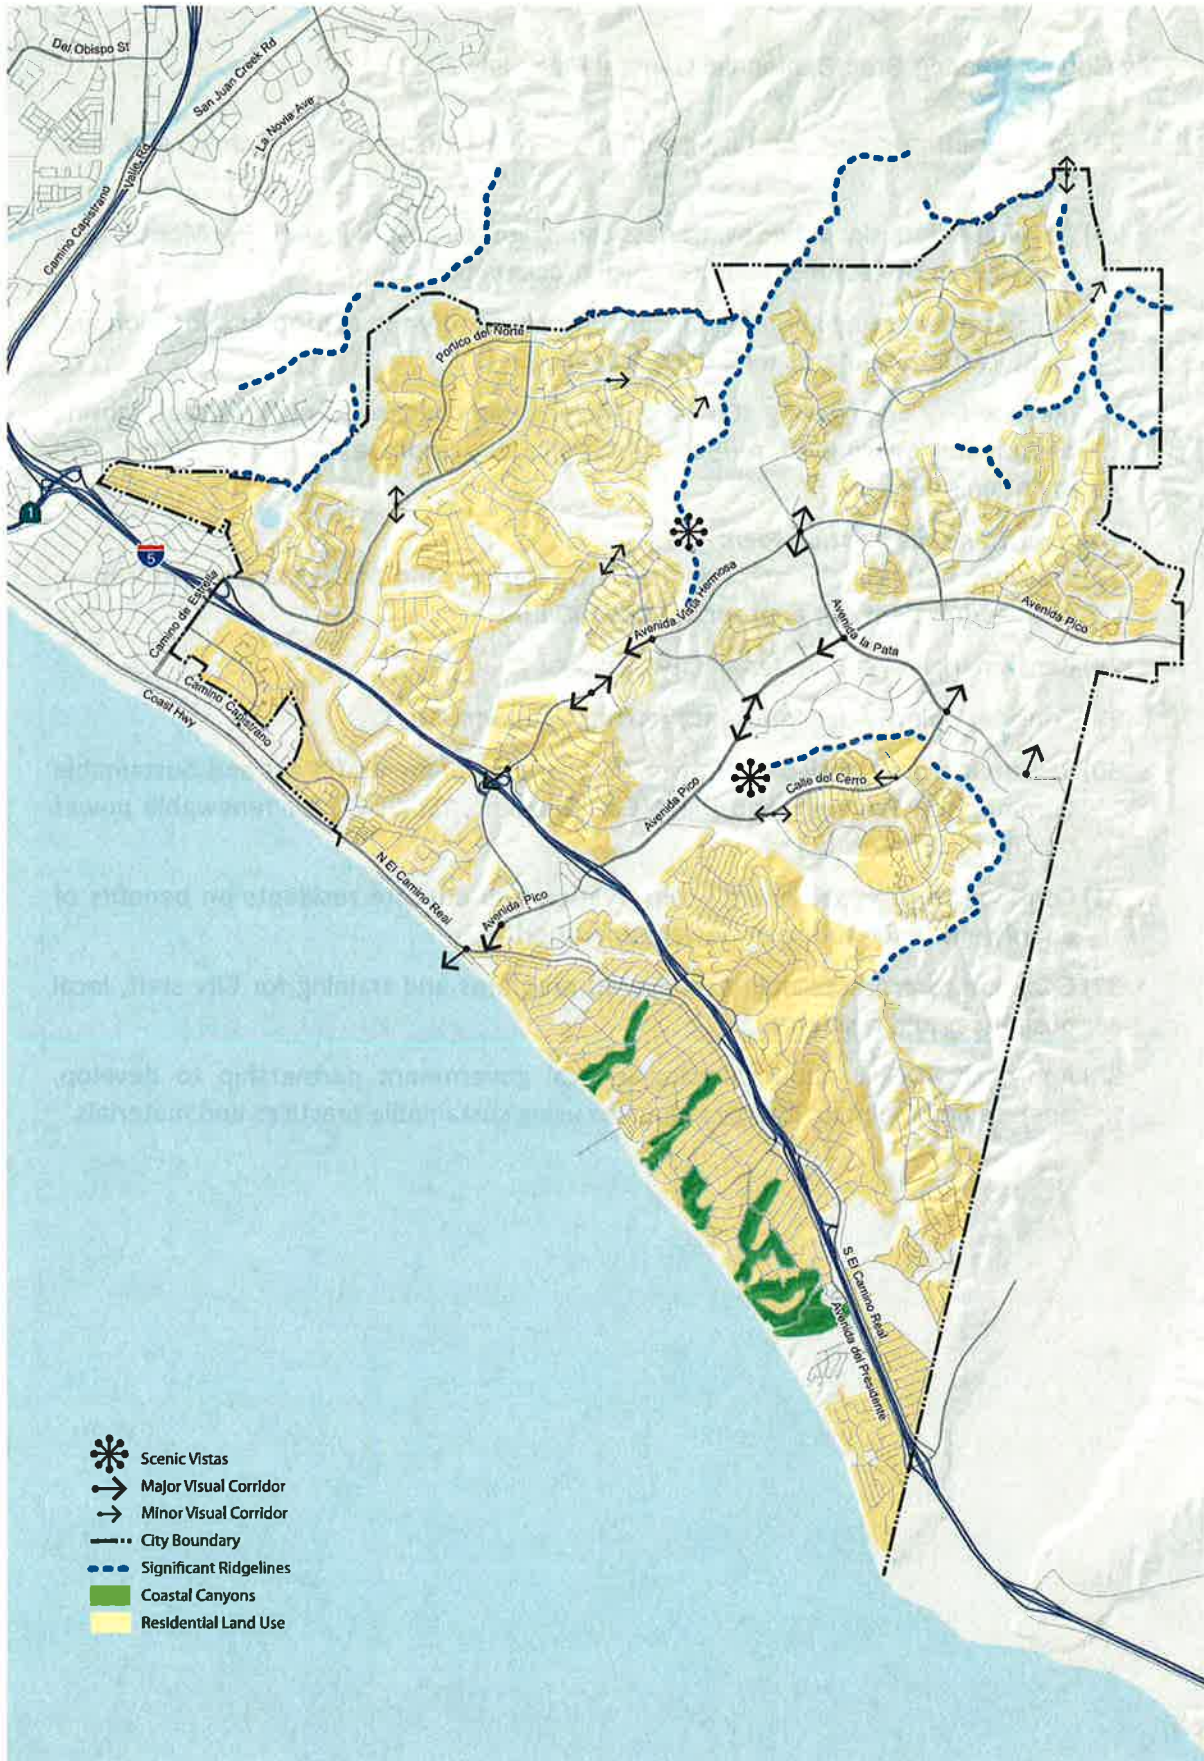 Del Obispo St
San Juan Creek Rd
La Novia Ave
Valle Rd
Camino Capistrano
Portico del Norte
1
5
Camino de Estrella
Avenida Vista Hermosa
Avenida la Pata
Avenida Pico
Camino Capistrano
Coast Hwy
Calle del Cerro
Avenida Pico
N El Camino Real
Avenida Pico
S El Camino Real
Avenida del Presidente
Scenic Vistas
Major Visual Corridor
Minor Visual Corridor
City Boundary
Significant Ridgelines
Coastal Canyons
Residential Land Use